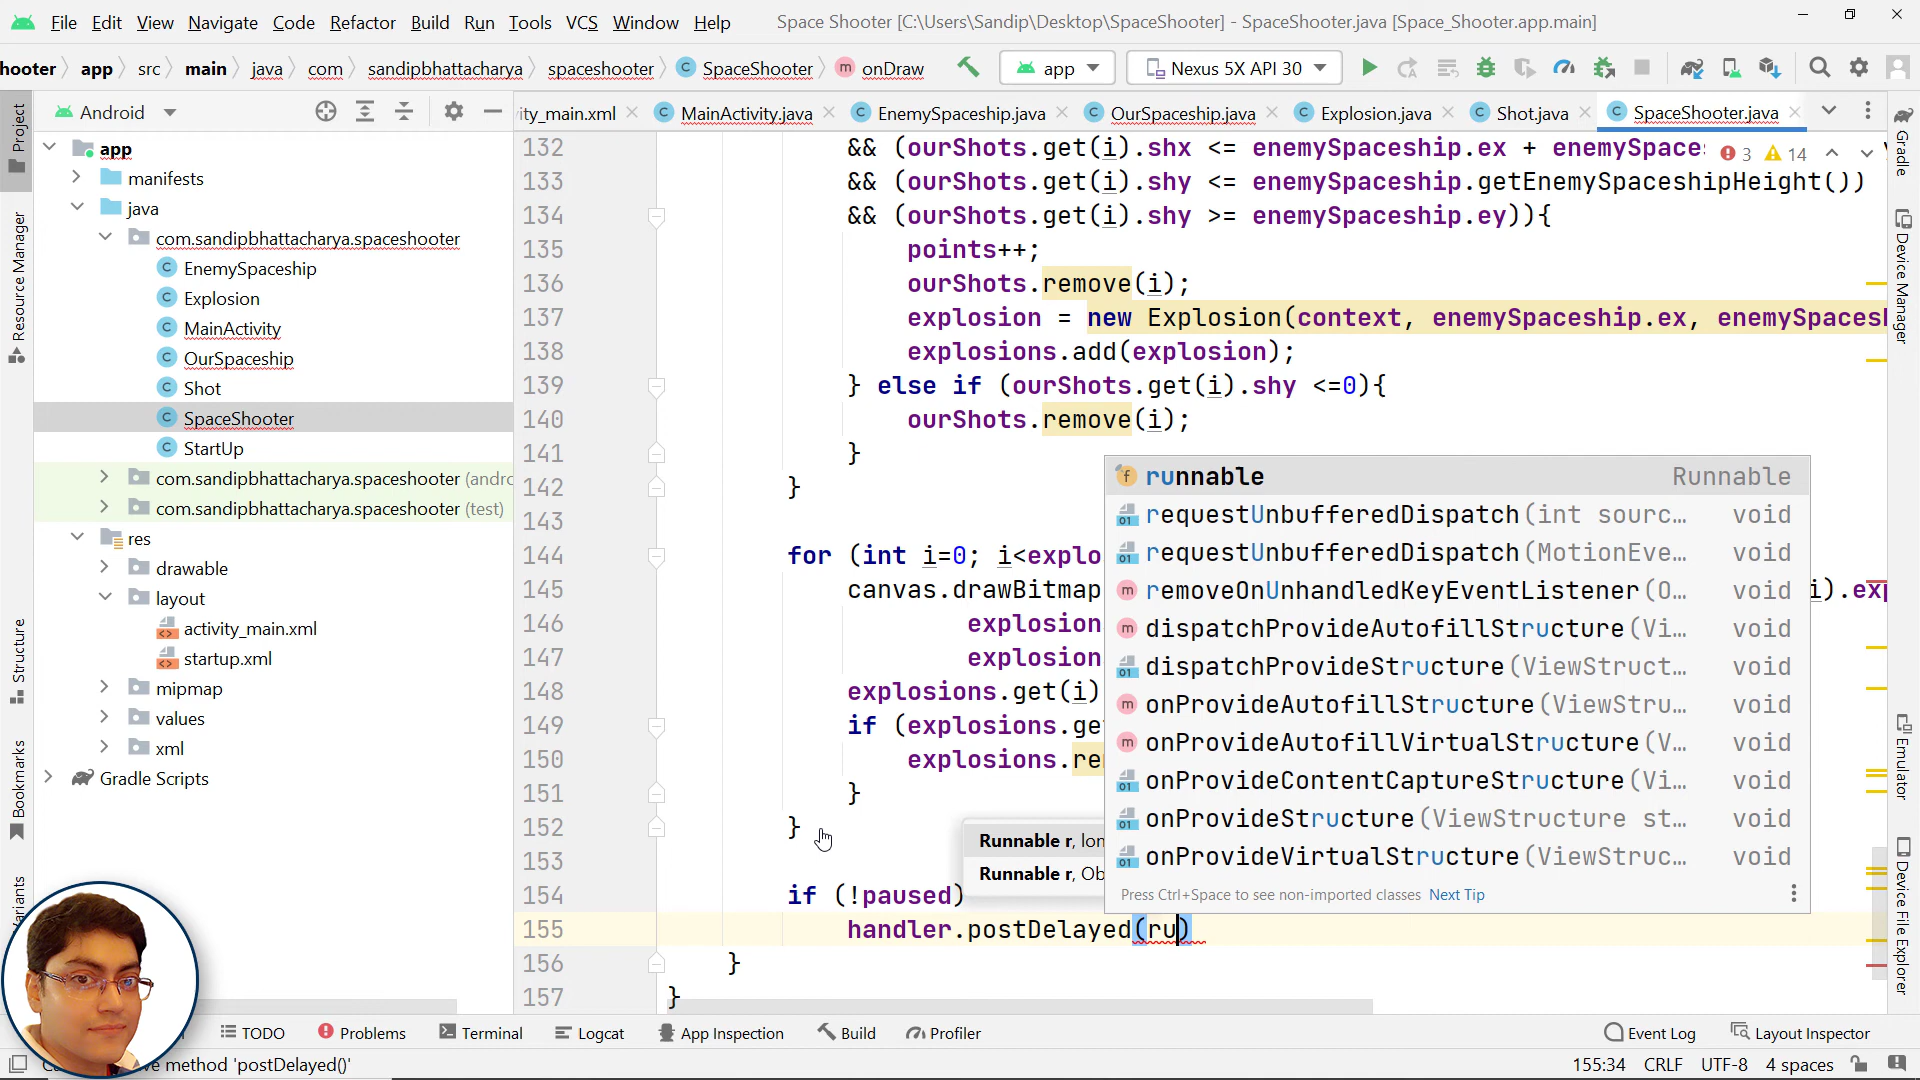 File Edit View Navigate Code Refactor Build Run Tools VCS Window Help Space Shooter [C:\Users\Sandip\Desktop\SpaceShooter] - SpaceShooter.java [Space_Shooter.app.main]
hooter app src main java com sandipbhattacharya spaceshooter SpaceShooter onDraw app Nexus 5X API 30
Android ity_main.xml MainActivity.java EnemySpaceship.java OurSpaceship.java Explosion.java Shot.java SpaceShooter.java
Project
Resource Manager
Structure
Bookmarks
app
manifests
java
com.sandipbhattacharya.spaceshooter
EnemySpaceship
Explosion
MainActivity
OurSpaceship
Shot
SpaceShooter
StartUp
com.sandipbhattacharya.spaceshooter (andro
com.sandipbhattacharya.spaceshooter (test)
res
drawable
layout
activity_main.xml
startup.xml
mipmap
values
xml
Gradle Scripts
3 14
132 && (ourShots.get(i).shx <= enemySpaceship.ex + enemySpace
133 && (ourShots.get(i).shy <= enemySpaceship.getEnemySpaceshipHeight())
134 && (ourShots.get(i).shy >= enemySpaceship.ey)){
135 points++;
136 ourShots.remove(i);
137 explosion = new Explosion(context, enemySpaceship.ex, enemySpaces
138 explosions.add(explosion);
139 } else if (ourShots.get(i).shy <=0){
140 ourShots.remove(i);
141 }
142 }
143
144 for (int i=0; i<explo
145 canvas.drawBitmap i).exp
146 explosion
147 explosion
148 explosions.get(i)
149 if (explosions.ge
150 explosions.re
151 }
152 }
153
154 if (!paused)
155 handler.postDelayed(ru)
156 }
157 }
runnable Runnable
requestUnbufferedDispatch(int sourc… void
requestUnbufferedDispatch(MotionEve… void
removeOnUnhandledKeyEventListener(O… void
dispatchProvideAutofillStructure(Vi… void
dispatchProvideStructure(ViewStruct… void
onProvideAutofillStructure(ViewStru… void
onProvideAutofillVirtualStructure(V… void
onProvideContentCaptureStructure(Vi… void
onProvideStructure(ViewStructure st… void
onProvideVirtualStructure(ViewStruc… void
Press Ctrl+Space to see non-imported classes Next Tip
Runnable r, lon
Runnable r, Ob
Gradle
Device Manager
Emulator
Device File Explorer
TODO Problems Terminal Logcat App Inspection Build Profiler Event Log Layout Inspector
method 'postDelayed()' 155:34 CRLF UTF-8 4 spaces